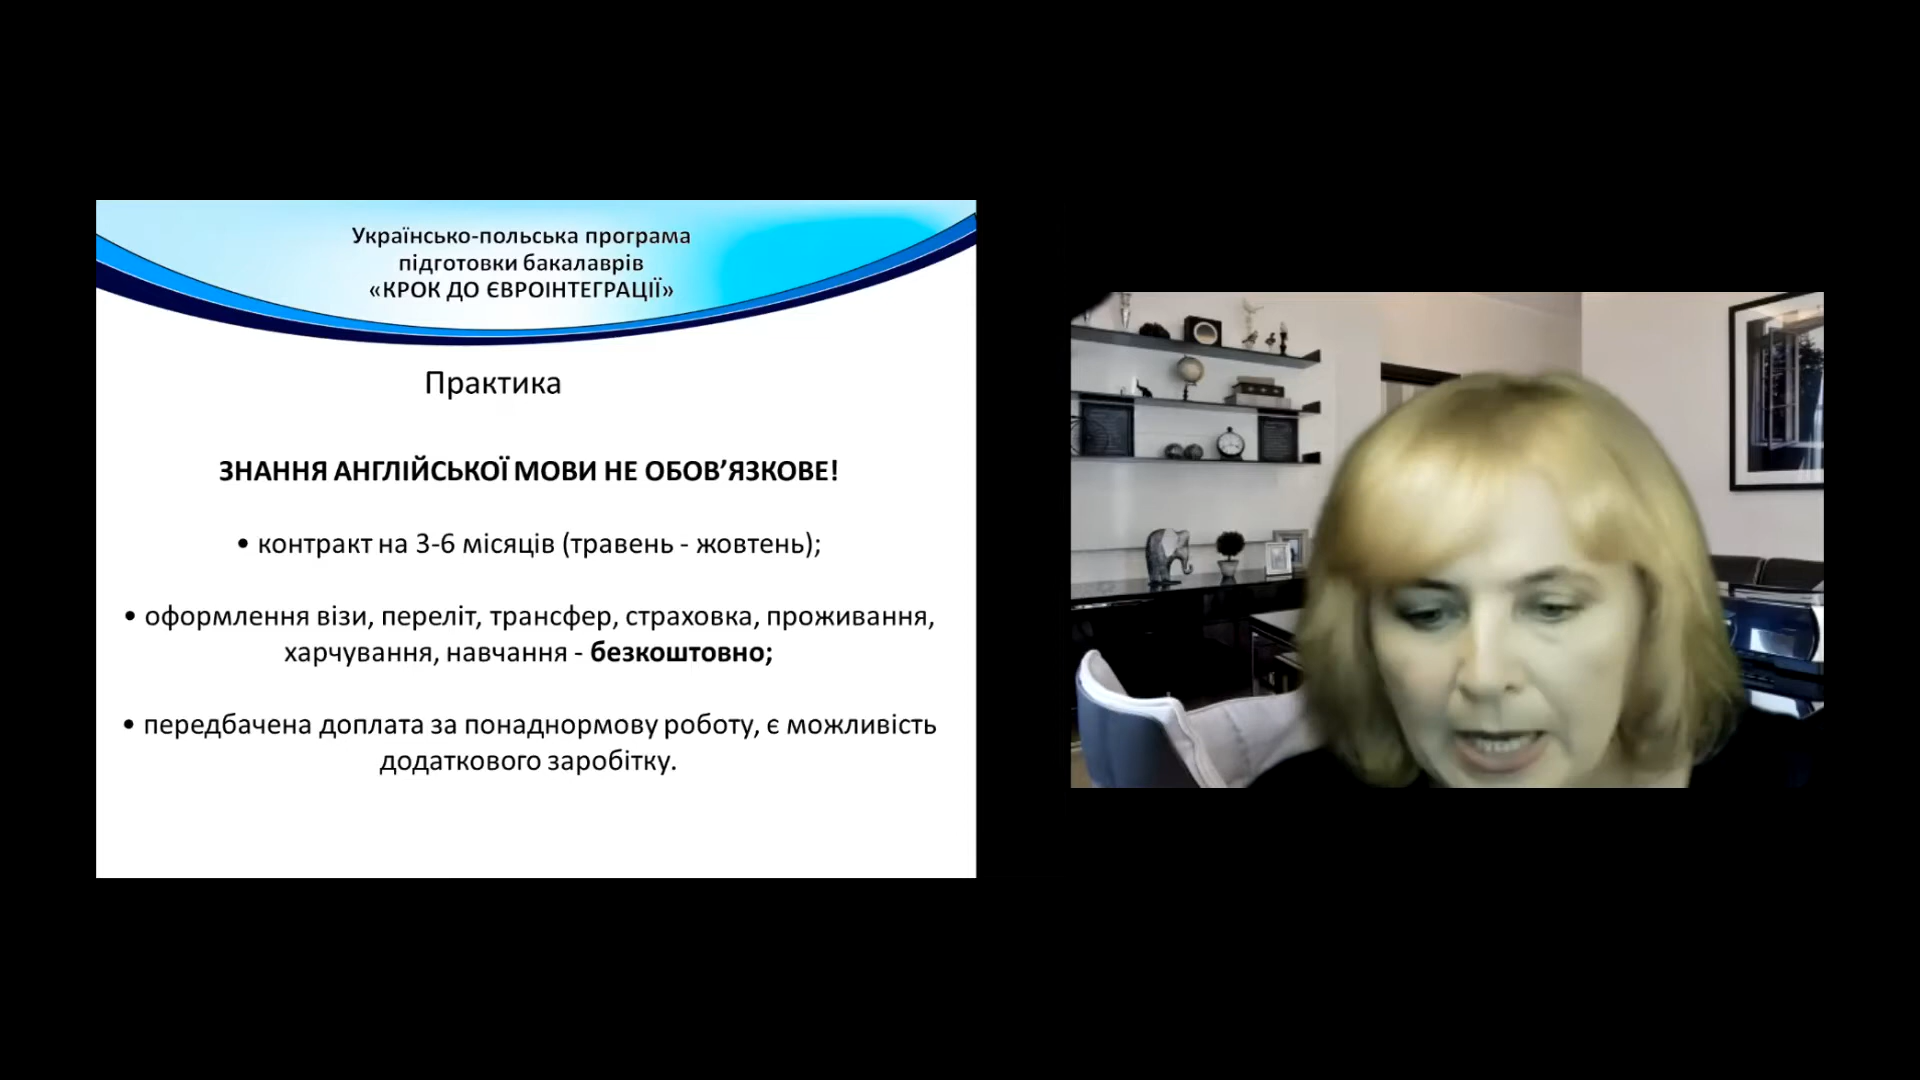 Українсько-польська програма
підготовки бакалаврів
«КРОК ДО ЄВРОІНТЕГРАЦІЇ»
Практика
ЗНАННЯ АНГЛІЙСЬКОЇ МОВИ НЕ ОБОВ’ЯЗКОВЕ!
• контракт на 3-6 місяців (травень - жовтень);
• оформлення візи, переліт, трансфер, страховка, проживання,
харчування, навчання - безкоштовно;
• передбачена доплата за понаднормову роботу, є можливість
додаткового заробітку.